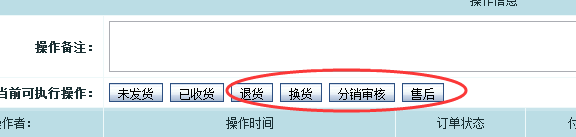 操作信息
操作备注：
当前可执行操作： 未发货 已收货 退货 换货 分销审核 售后
操作者： 操作时间 订单状态 付